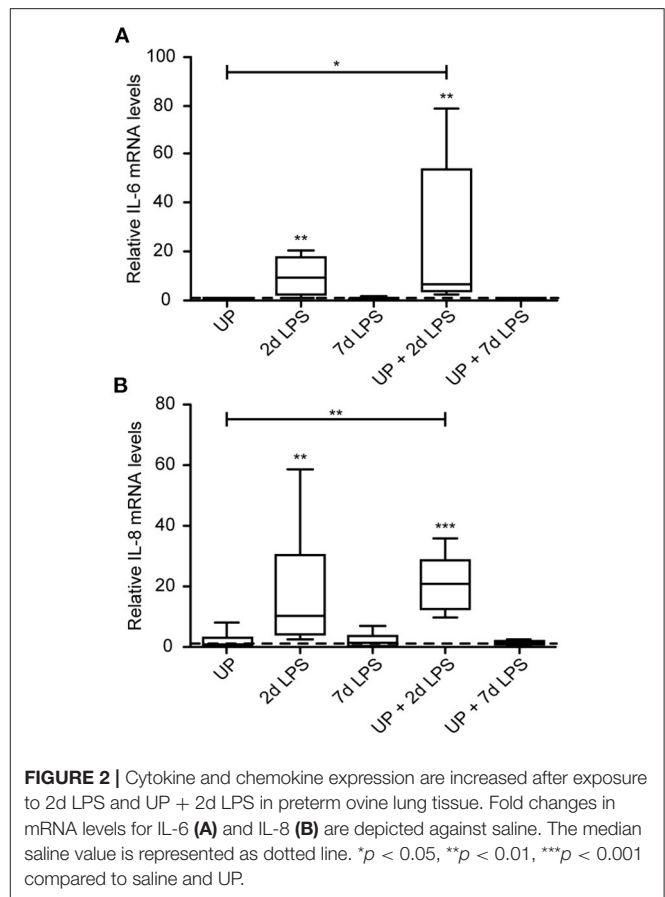 A
Relative IL-6 mRNA levels
100
80
60
40
20
0
*
**
**
UP
2d LPS
7d LPS
UP + 2d LPS
UP + 7d LPS
B
Relative IL-8 mRNA levels
80
60
40
20
0
**
**
***
UP
2d LPS
7d LPS
UP + 2d LPS
UP + 7d LPS
FIGURE 2 | Cytokine and chemokine expression are increased after exposure
to 2d LPS and UP + 2d LPS in preterm ovine lung tissue. Fold changes in
mRNA levels for IL-6 (A) and IL-8 (B) are depicted against saline. The median
saline value is represented as dotted line. *p < 0.05, **p < 0.01, ***p < 0.001
compared to saline and UP.